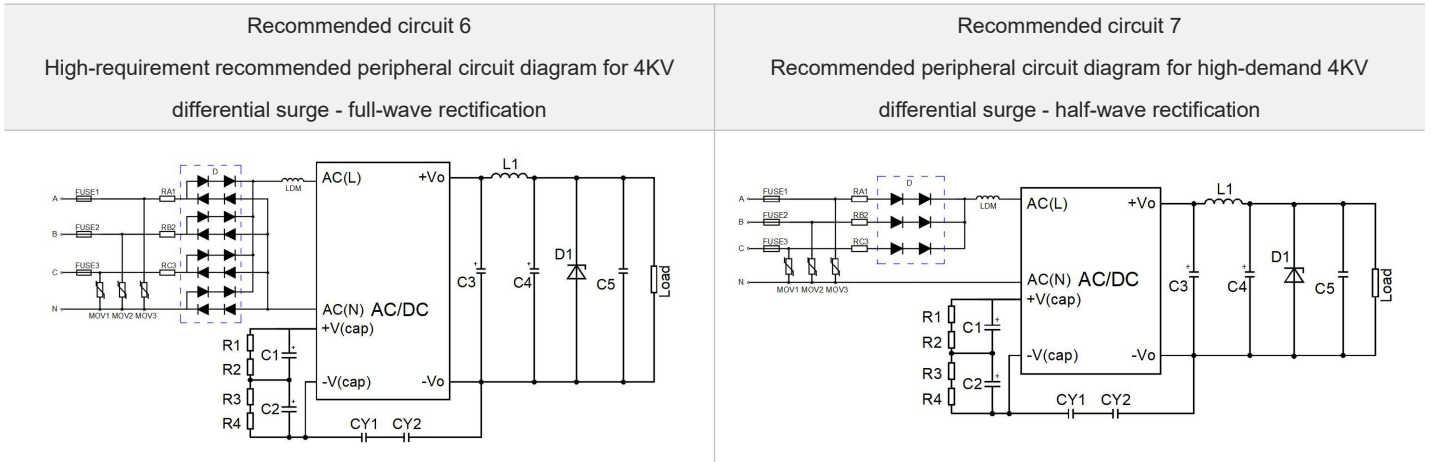 Recommended circuit 6
High-requirement recommended peripheral circuit diagram for 4KV
differential surge - full-wave rectification
Recommended circuit 7
Recommended peripheral circuit diagram for high-demand 4KV
differential surge - half-wave rectification
D
FUSE1
RA1
A
LDM
AC(L)
+Vo
L1
FUSE2
RB2
B
FUSE3
RC3
C
N
MOV1 MOV2 MOV3
AC(N)
AC/DC
+V(cap)
-V(cap)
-Vo
R1
R2
C1
R3
R4
C2
CY1
CY2
C3
C4
D1
C5
Load
D
FUSE1
RA1
A
LDM
AC(L)
+Vo
L1
FUSE2
RB2
B
FUSE3
RC3
C
N
MOV1 MOV2 MOV3
AC(N)
AC/DC
+V(cap)
-V(cap)
-Vo
R1
R2
C1
R3
R4
C2
CY1
CY2
C3
C4
D1
C5
Load